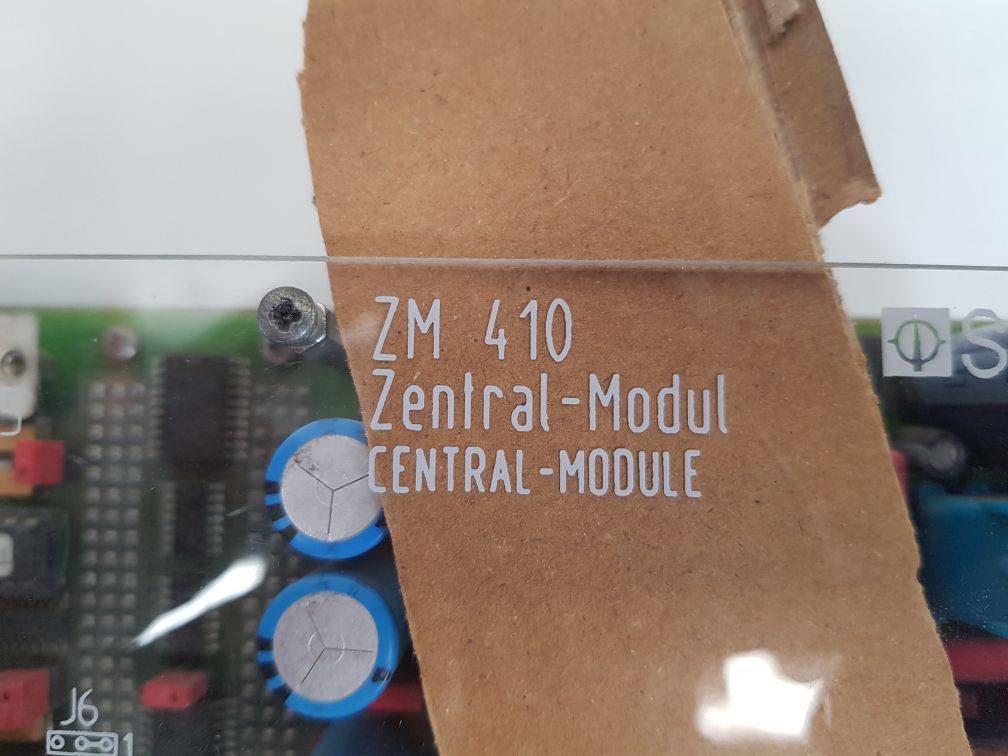 ZM 410
Zentral-Modul
CENTRAL-MODULE
S
J6
1